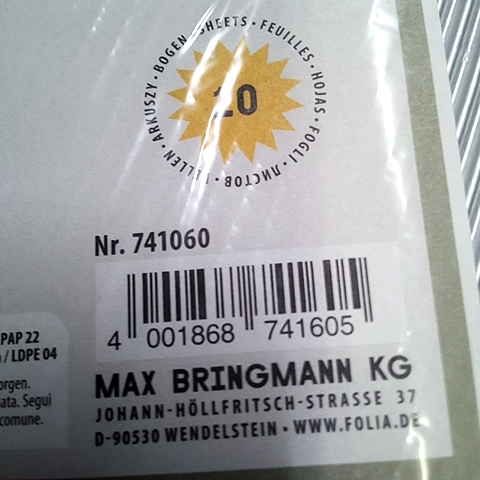 BOGEN • SHEETS • FEUILLES • HOJAS • FOGLI • ЛИСТОВ • VELLEN • ARKUSZY •
10
Nr. 741060
4 001868 741605
PAP 22
/ LDPE 04
orgen.
ata. Segui
comune.
MAX BRINGMANN KG
JOHANN-HÖLLFRITSCH-STRASSE 37
D-90530 WENDELSTEIN • WWW.FOLIA.DE